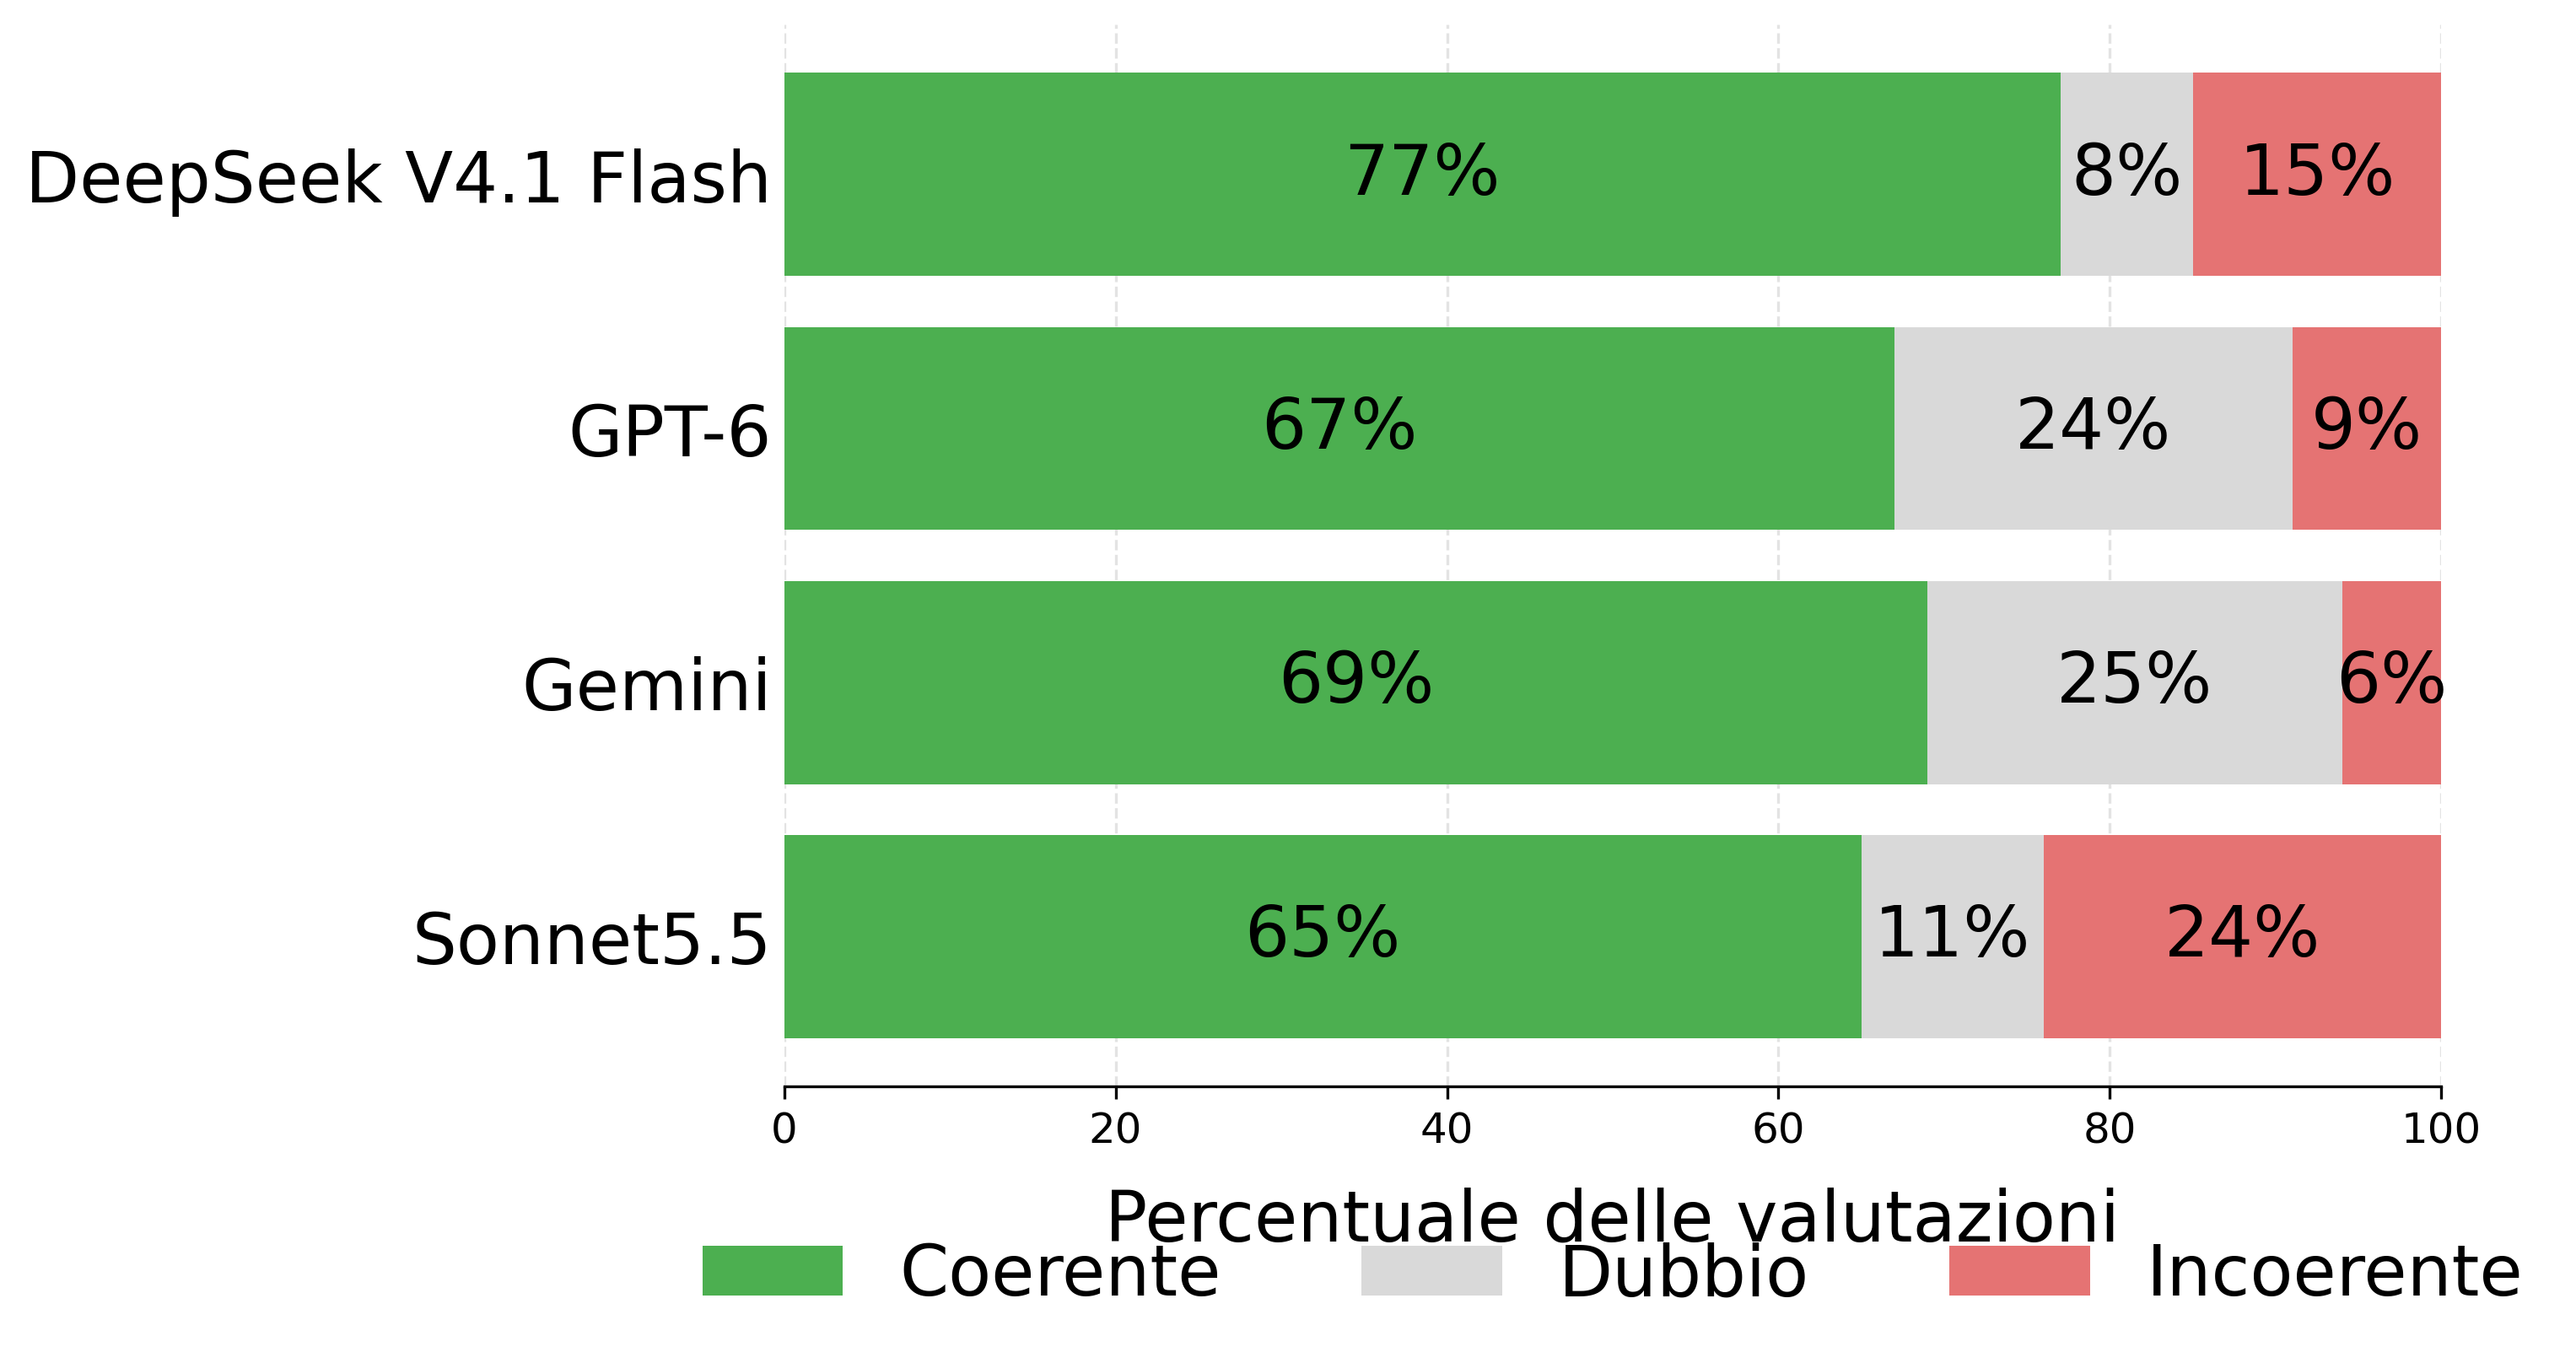 DeepSeek V4.1 Flash 77% 8% 15%
GPT-6 67% 24% 9%
Gemini 69% 25% 6%
Sonnet5.5 65% 11% 24%
0 20 40 60 80 100
Percentuale delle valutazioni
Coerente Dubbio Incoerente